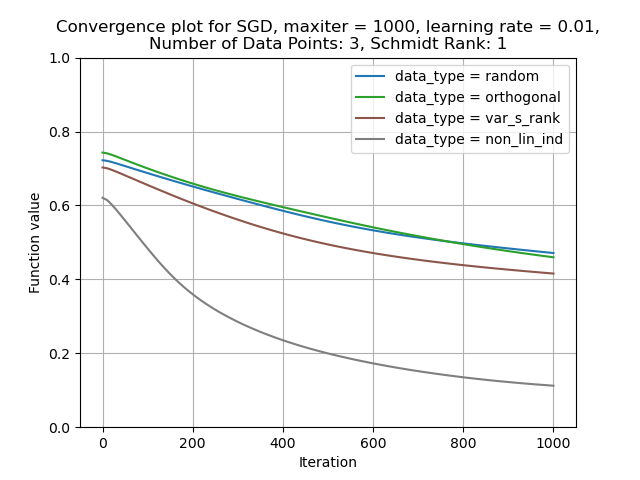 Convergence plot for SGD, maxiter = 1000, learning rate = 0.01,
Number of Data Points: 3, Schmidt Rank: 1
data_type = random
data_type = orthogonal
data_type = var_s_rank
data_type = non_lin_ind
Function value
1.0
0.8
0.6
0.4
0.2
0.0
0 200 400 600 800 1000
Iteration